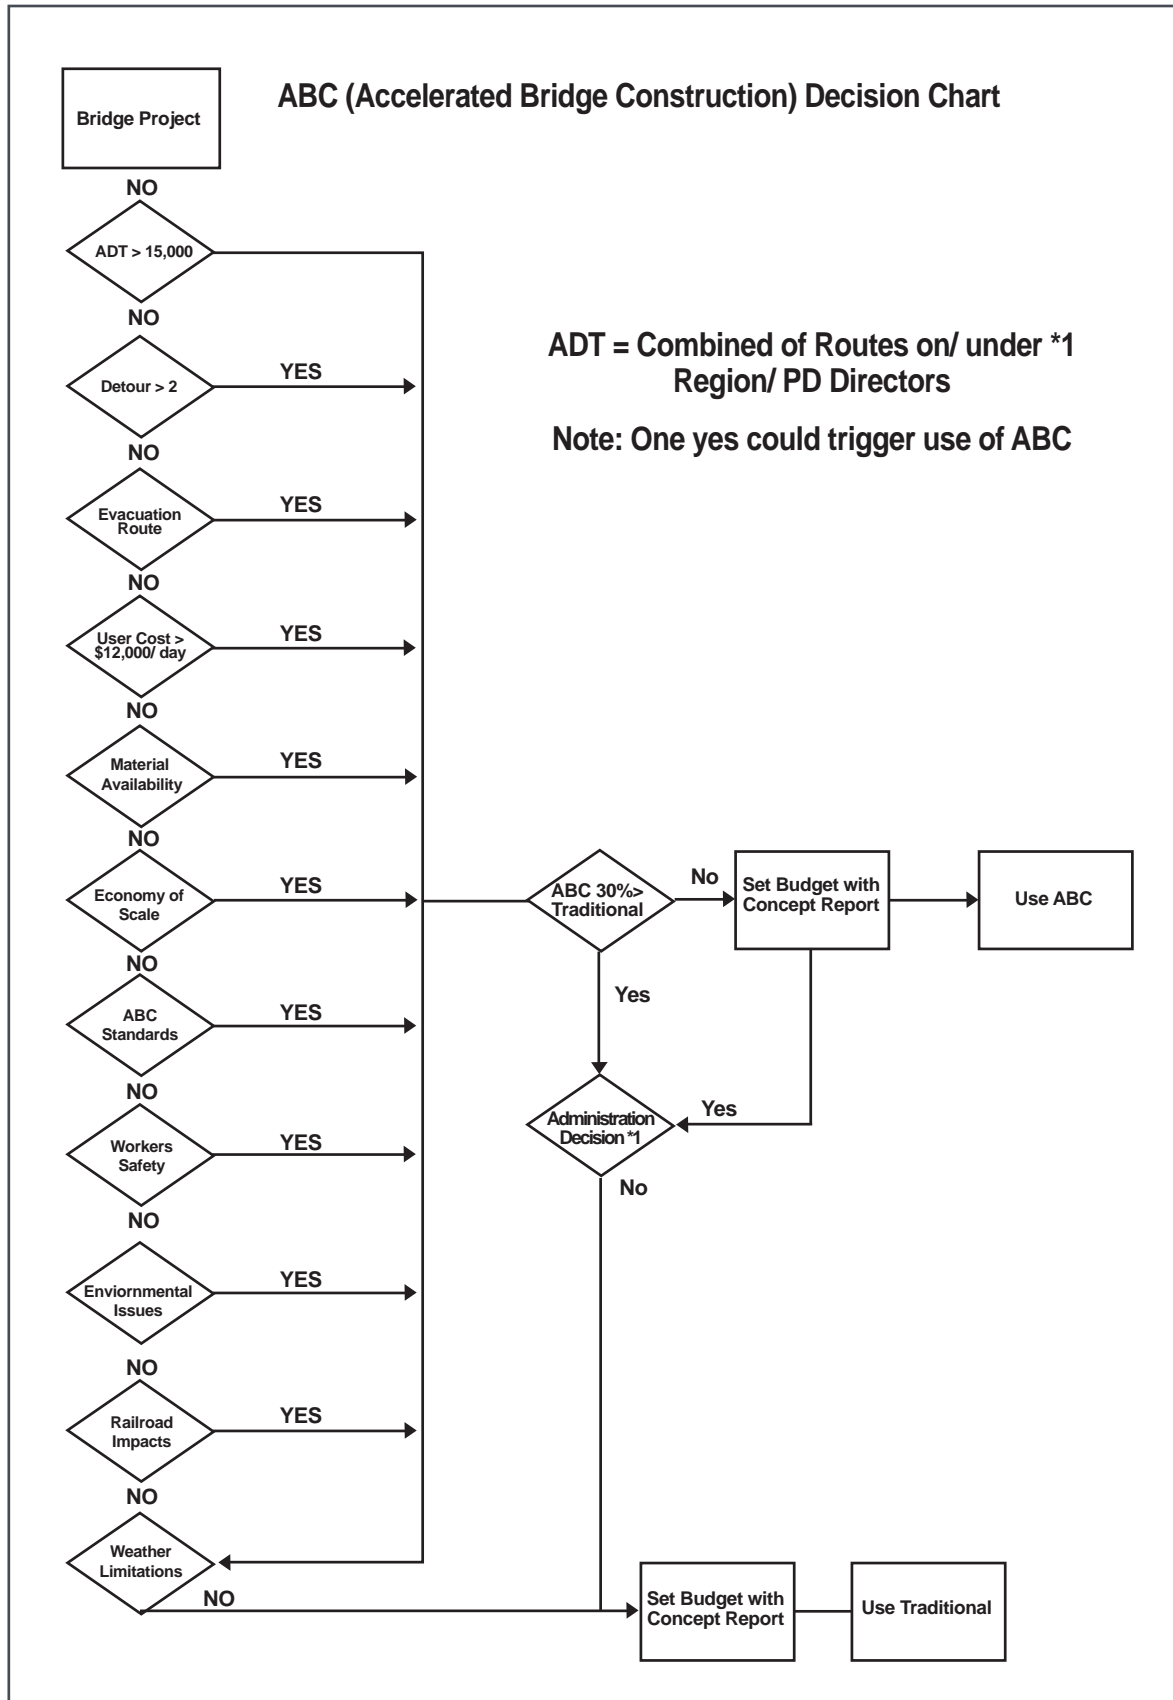 ABC (Accelerated Bridge Construction) Decision Chart
Bridge Project
NO
ADT > 15,000
NO
ADT = Combined of Routes on/ under *1
Region/ PD Directors
Note: One yes could trigger use of ABC
Detour > 2
YES
NO
Evacuation
Route
YES
NO
User Cost >
$12,000/ day
YES
NO
Material
Availability
YES
NO
Economy of
Scale
YES
ABC 30%>
Traditional
No
Set Budget with
Concept Report
Use ABC
NO
ABC
Standards
YES
Yes
NO
Workers
Safety
YES
Administration
Decision *1
Yes
No
NO
Enviornmental
Issues
YES
NO
Railroad
Impacts
YES
NO
Weather
Limitations
NO
Set Budget with
Concept Report
Use Traditional